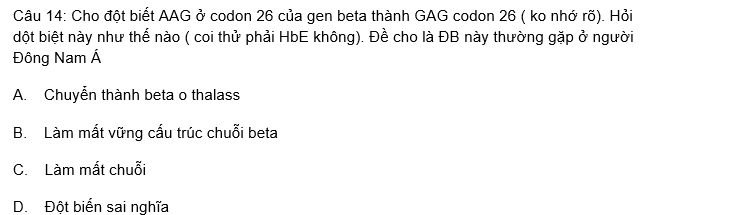 Câu 14: Cho đột biết AAG ở codon 26 của gen beta thành GAG codon 26 ( ko nhớ rõ). Hỏi
dột biệt này như thế nào ( coi thử phải HbE không). Đề cho là ĐB này thường gặp ở người
Đông Nam Á
A. Chuyển thành beta o thalass
B. Làm mất vững cấu trúc chuỗi beta
C. Làm mất chuỗi
D. Đột biến sai nghĩa